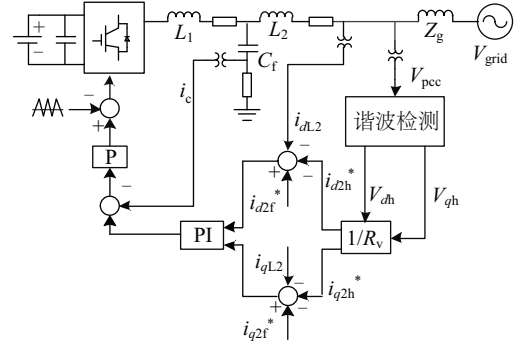 L1
L2
Zg
Cf
Vgrid
ic
Vpcc
idL2
谐波检测
P
id2f*
id2h*
Vdh
Vqh
PI
1/Rv
iqL2
iq2h*
iq2f*